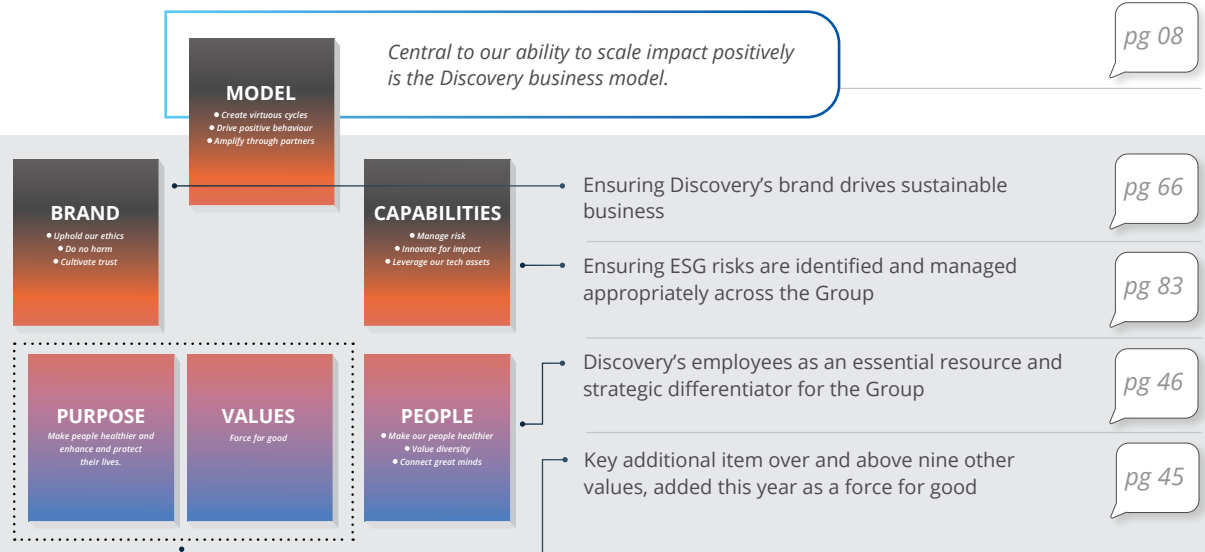 Central to our ability to scale impact positively
is the Discovery business model.
pg 08
MODEL
● Create virtuous cycles
● Drive positive behaviour
● Amplify through partners
BRAND
● Uphold our ethics
● Do no harm
● Cultivate trust
CAPABILITIES
● Manage risk
● Innovate for impact
● Leverage our tech assets
Ensuring Discovery’s brand drives sustainable
business
pg 66
Ensuring ESG risks are identified and managed
appropriately across the Group
pg 83
PURPOSE
Make people healthier and
enhance and protect
their lives.
VALUES
Force for good
PEOPLE
● Make our people healthier
● Value diversity
● Connect great minds
Discovery’s employees as an essential resource and
strategic differentiator for the Group
pg 46
Key additional item over and above nine other
values, added this year as a force for good
pg 45